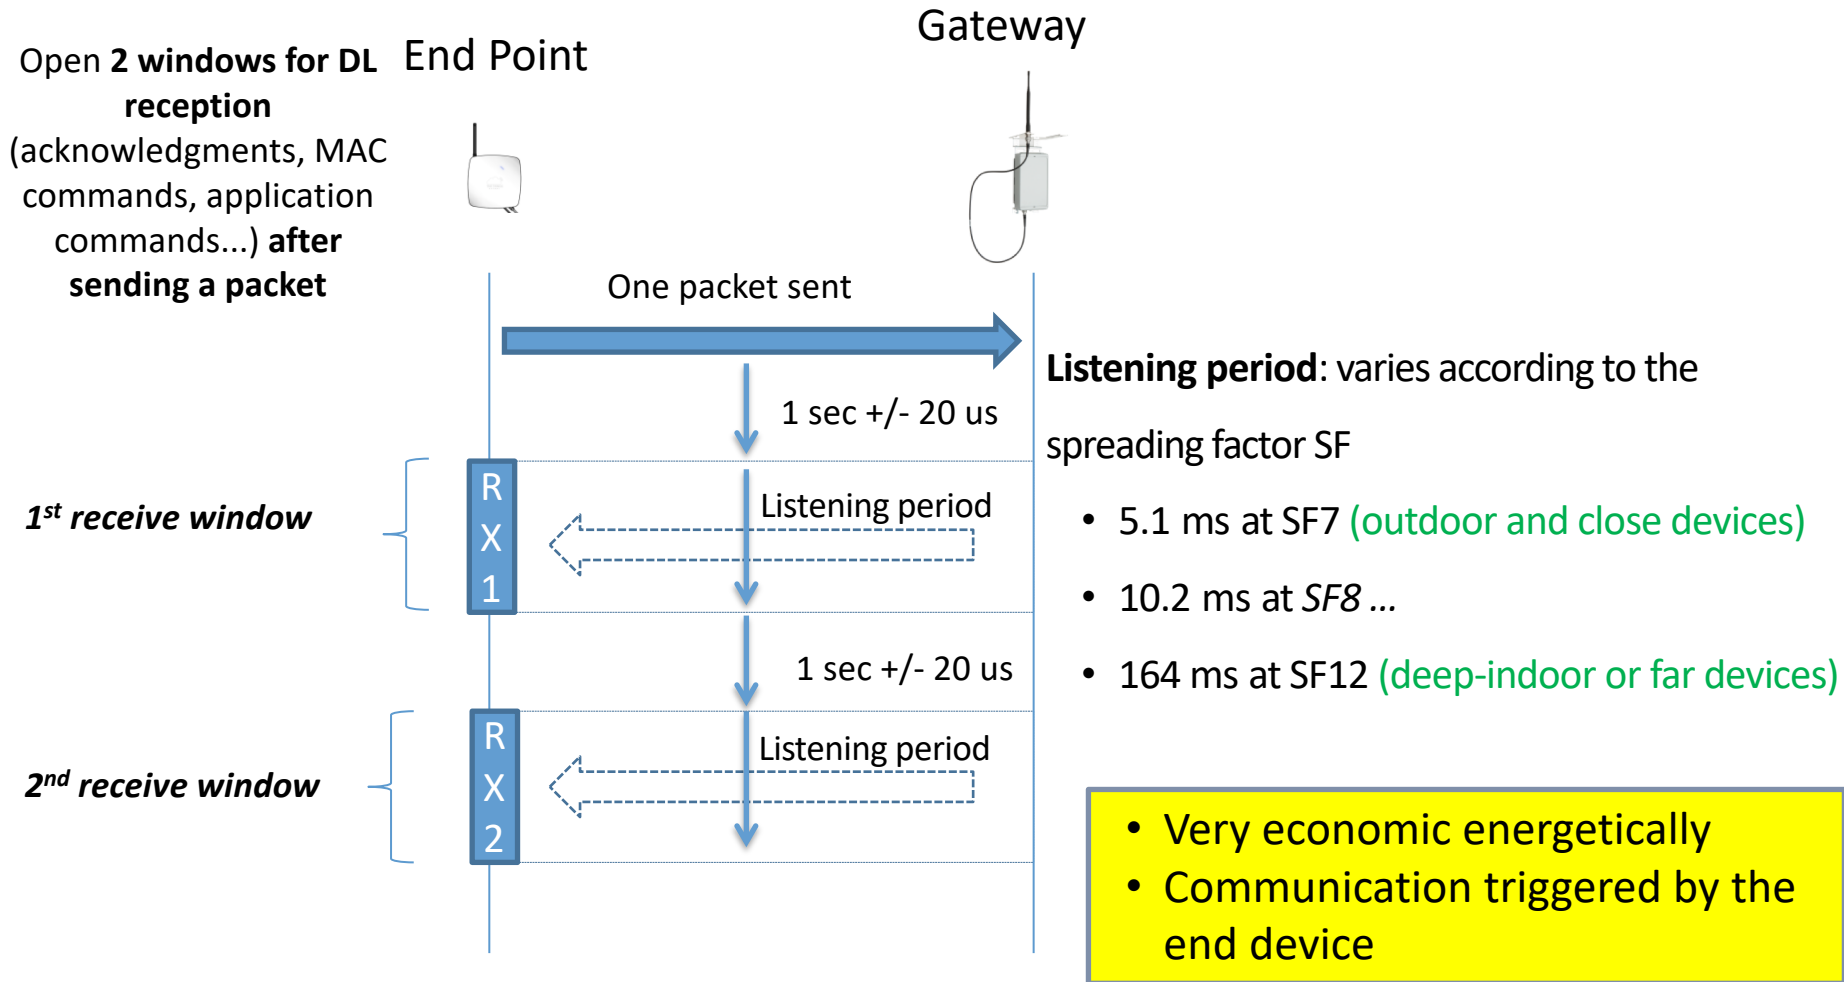 Open 2 windows for DL
reception
(acknowledgments, MAC
commands, application
commands...) after
sending a packet
End Point
Gateway
One packet sent
1 sec +/- 20 us
1st receive window
R
X
1
Listening period
1 sec +/- 20 us
2nd receive window
R
X
2
Listening period
Listening period: varies according to the
spreading factor SF
• 5.1 ms at SF7 (outdoor and close devices)
• 10.2 ms at SF8 ...
• 164 ms at SF12 (deep-indoor or far devices)
• Very economic energetically
• Communication triggered by the
end device